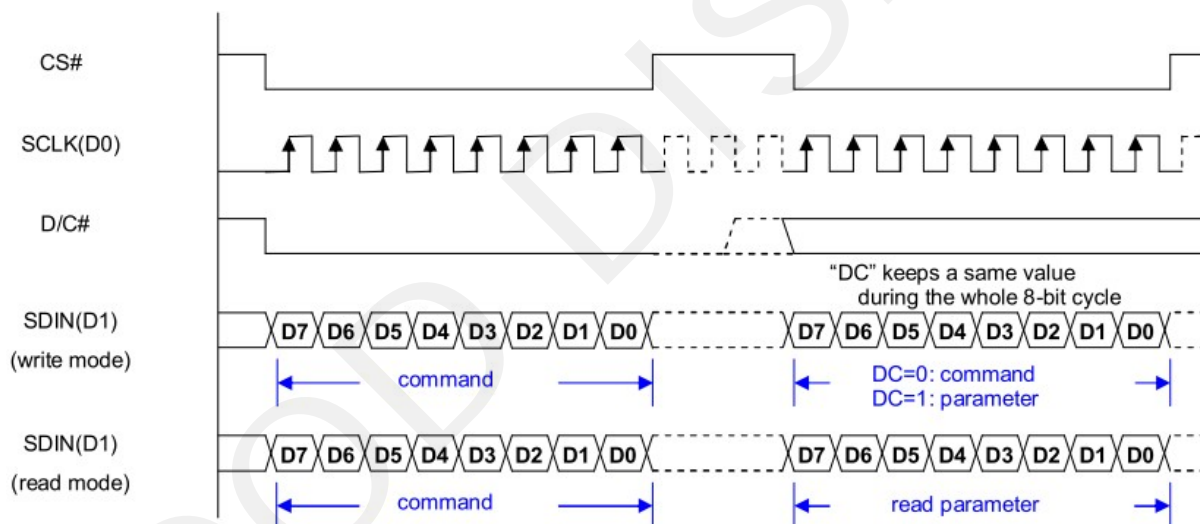 CS#
SCLK(D0)
D/C#
“DC” keeps a same value
during the whole 8-bit cycle
SDIN(D1)
(write mode)
D7 D6 D5 D4 D3 D2 D1 D0 D7 D6 D5 D4 D3 D2 D1 D0
command
DC=0: command
DC=1: parameter
SDIN(D1)
(read mode)
D7 D6 D5 D4 D3 D2 D1 D0 D7 D6 D5 D4 D3 D2 D1 D0
command
read parameter
OOD DIS